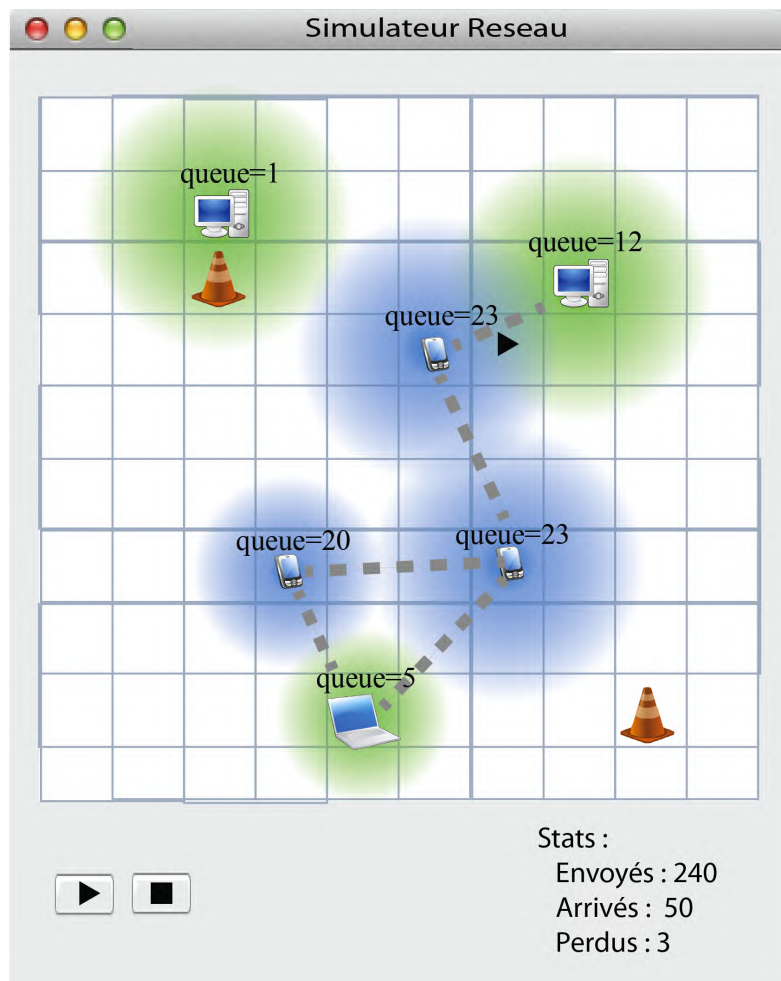 Simulateur Reseau
queue=1
queue=12
queue=23
queue=23
queue=20
queue=5
Stats :
Envoyés : 240
Arrivés : 50
Perdus : 3